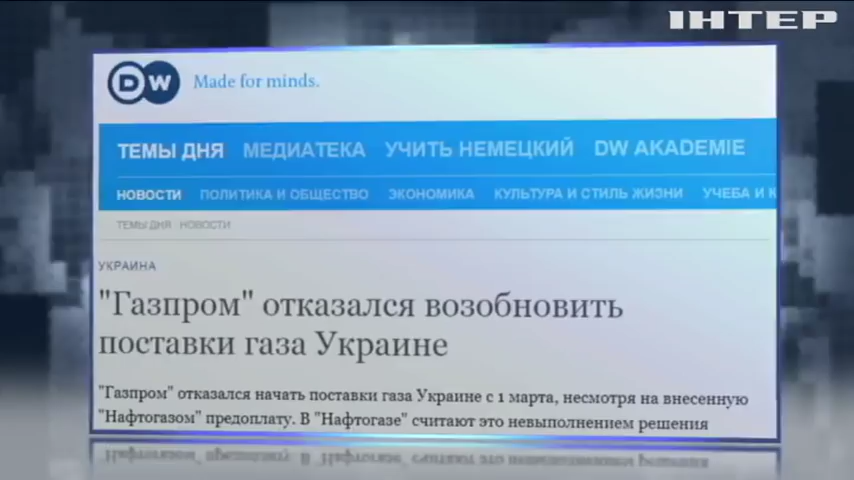 ІНТЕР
DW Made for minds.
ТЕМЫ ДНЯ МЕДИАТЕКА УЧИТЬ НЕМЕЦКИЙ DW AKADEMIE
НОВОСТИ ПОЛИТИКА И ОБЩЕСТВО ЭКОНОМИКА КУЛЬТУРА И СТИЛЬ ЖИЗНИ УЧЕБА И К
ТЕМЫ ДНЯ НОВОСТИ
УКРАИНА
"Газпром" отказался возобновить
поставки газа Украине
"Газпром" отказался начать поставки газа Украине с 1 марта, несмотря на внесенную
"Нафтогазом" предоплату. В "Нафтогазе" считают это невыполнением решения